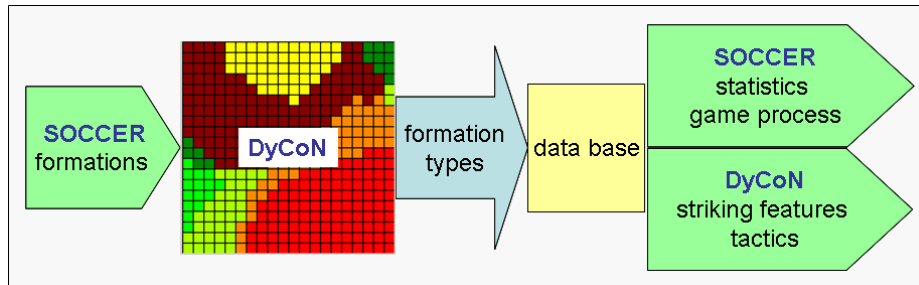 SOCCER
formations
DyCoN
formation
types
data base
SOCCER
statistics
game process
DyCoN
striking features
tactics